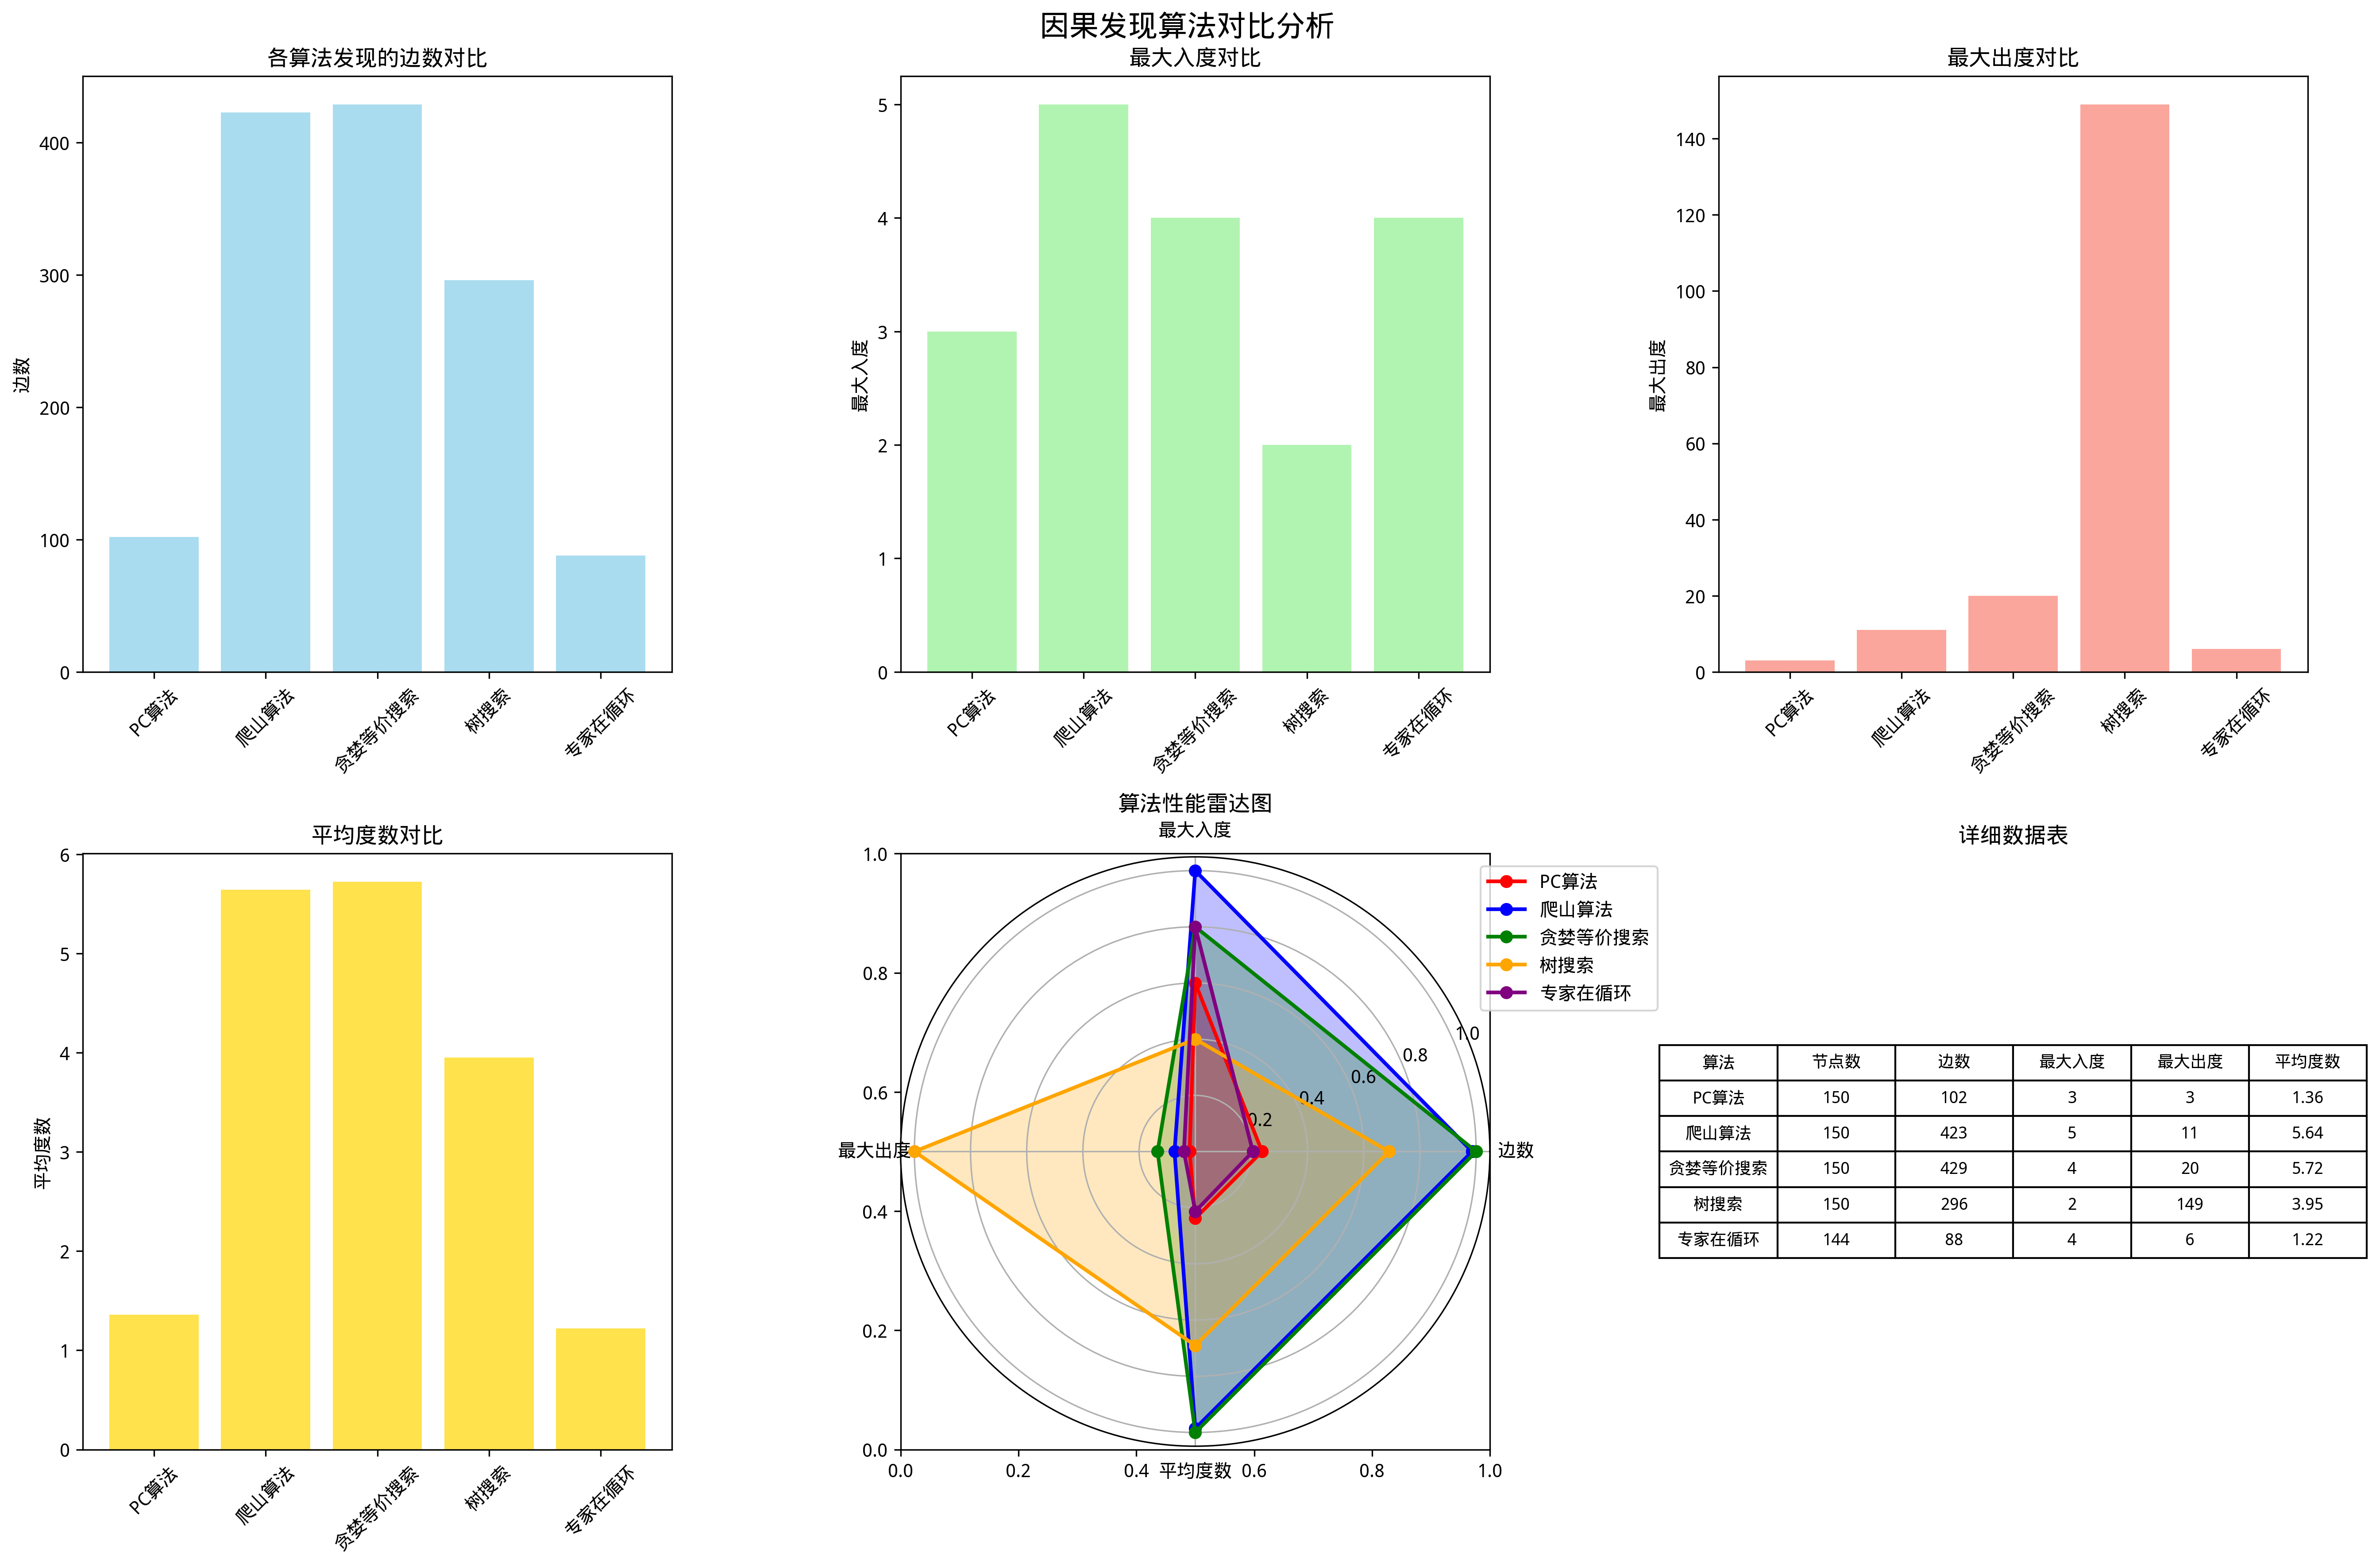 因果发现算法对比分析
各算法发现的边数对比
边数
400
300
200
100
0
PC算法
爬山算法
贪婪等价搜索
树搜索
专家在循环
最大入度对比
最大入度
5
4
3
2
1
0
PC算法
爬山算法
贪婪等价搜索
树搜索
专家在循环
最大出度对比
最大出度
140
120
100
80
60
40
20
0
PC算法
爬山算法
贪婪等价搜索
树搜索
专家在循环
平均度数对比
平均度数
6
5
4
3
2
1
0
PC算法
爬山算法
贪婪等价搜索
树搜索
专家在循环
算法性能雷达图
最大入度
1.0
0.8
0.6
0.4
0.2
0.0
最大出度
边数
1.0
0.8
0.6
0.4
0.2
0.0 0.2 0.4 平均度数 0.6 0.8 1.0
PC算法
爬山算法
贪婪等价搜索
树搜索
专家在循环
详细数据表
算法 节点数 边数 最大入度 最大出度 平均度数
PC算法 150 102 3 3 1.36
爬山算法 150 423 5 11 5.64
贪婪等价搜索 150 429 4 20 5.72
树搜索 150 296 2 149 3.95
专家在循环 144 88 4 6 1.22